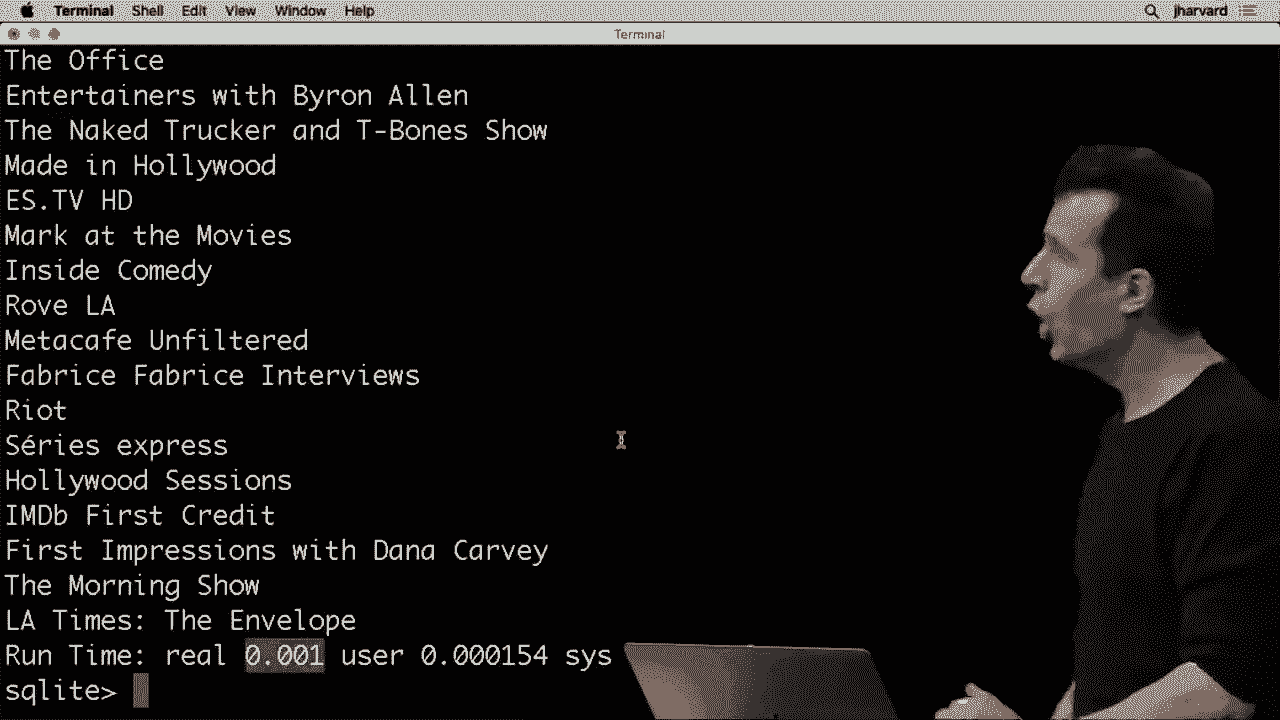 Terminal Shell Edit View Window Help jharvard
Terminal
The Office
Entertainers with Byron Allen
The Naked Trucker and T-Bones Show
Made in Hollywood
ES.TV HD
Mark at the Movies
Inside Comedy
Rove LA
Metacafe Unfiltered
Fabrice Fabrice Interviews
Riot
Séries express
Hollywood Sessions
IMDb First Credit
First Impressions with Dana Carvey
The Morning Show
LA Times: The Envelope
Run Time: real 0.001 user 0.000154 sys
sqlite>